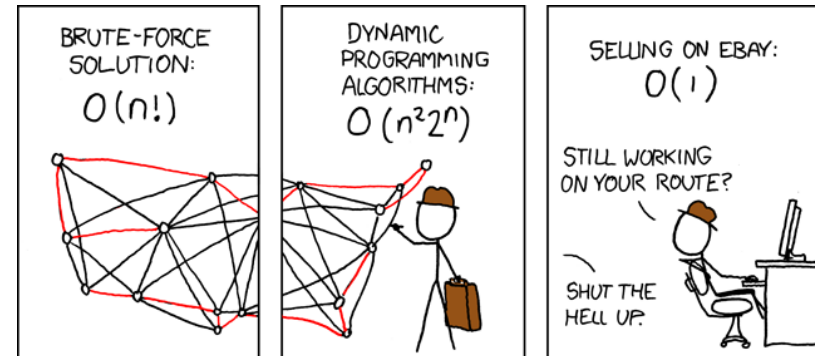 BRUTE-FORCE
SOLUTION:
O(n!)
DYNAMIC
PROGRAMMING
ALGORITHMS:
O(n²2ⁿ)
SELLING ON EBAY:
O(1)
STILL WORKING
ON YOUR ROUTE?
SHUT THE
HELL UP.